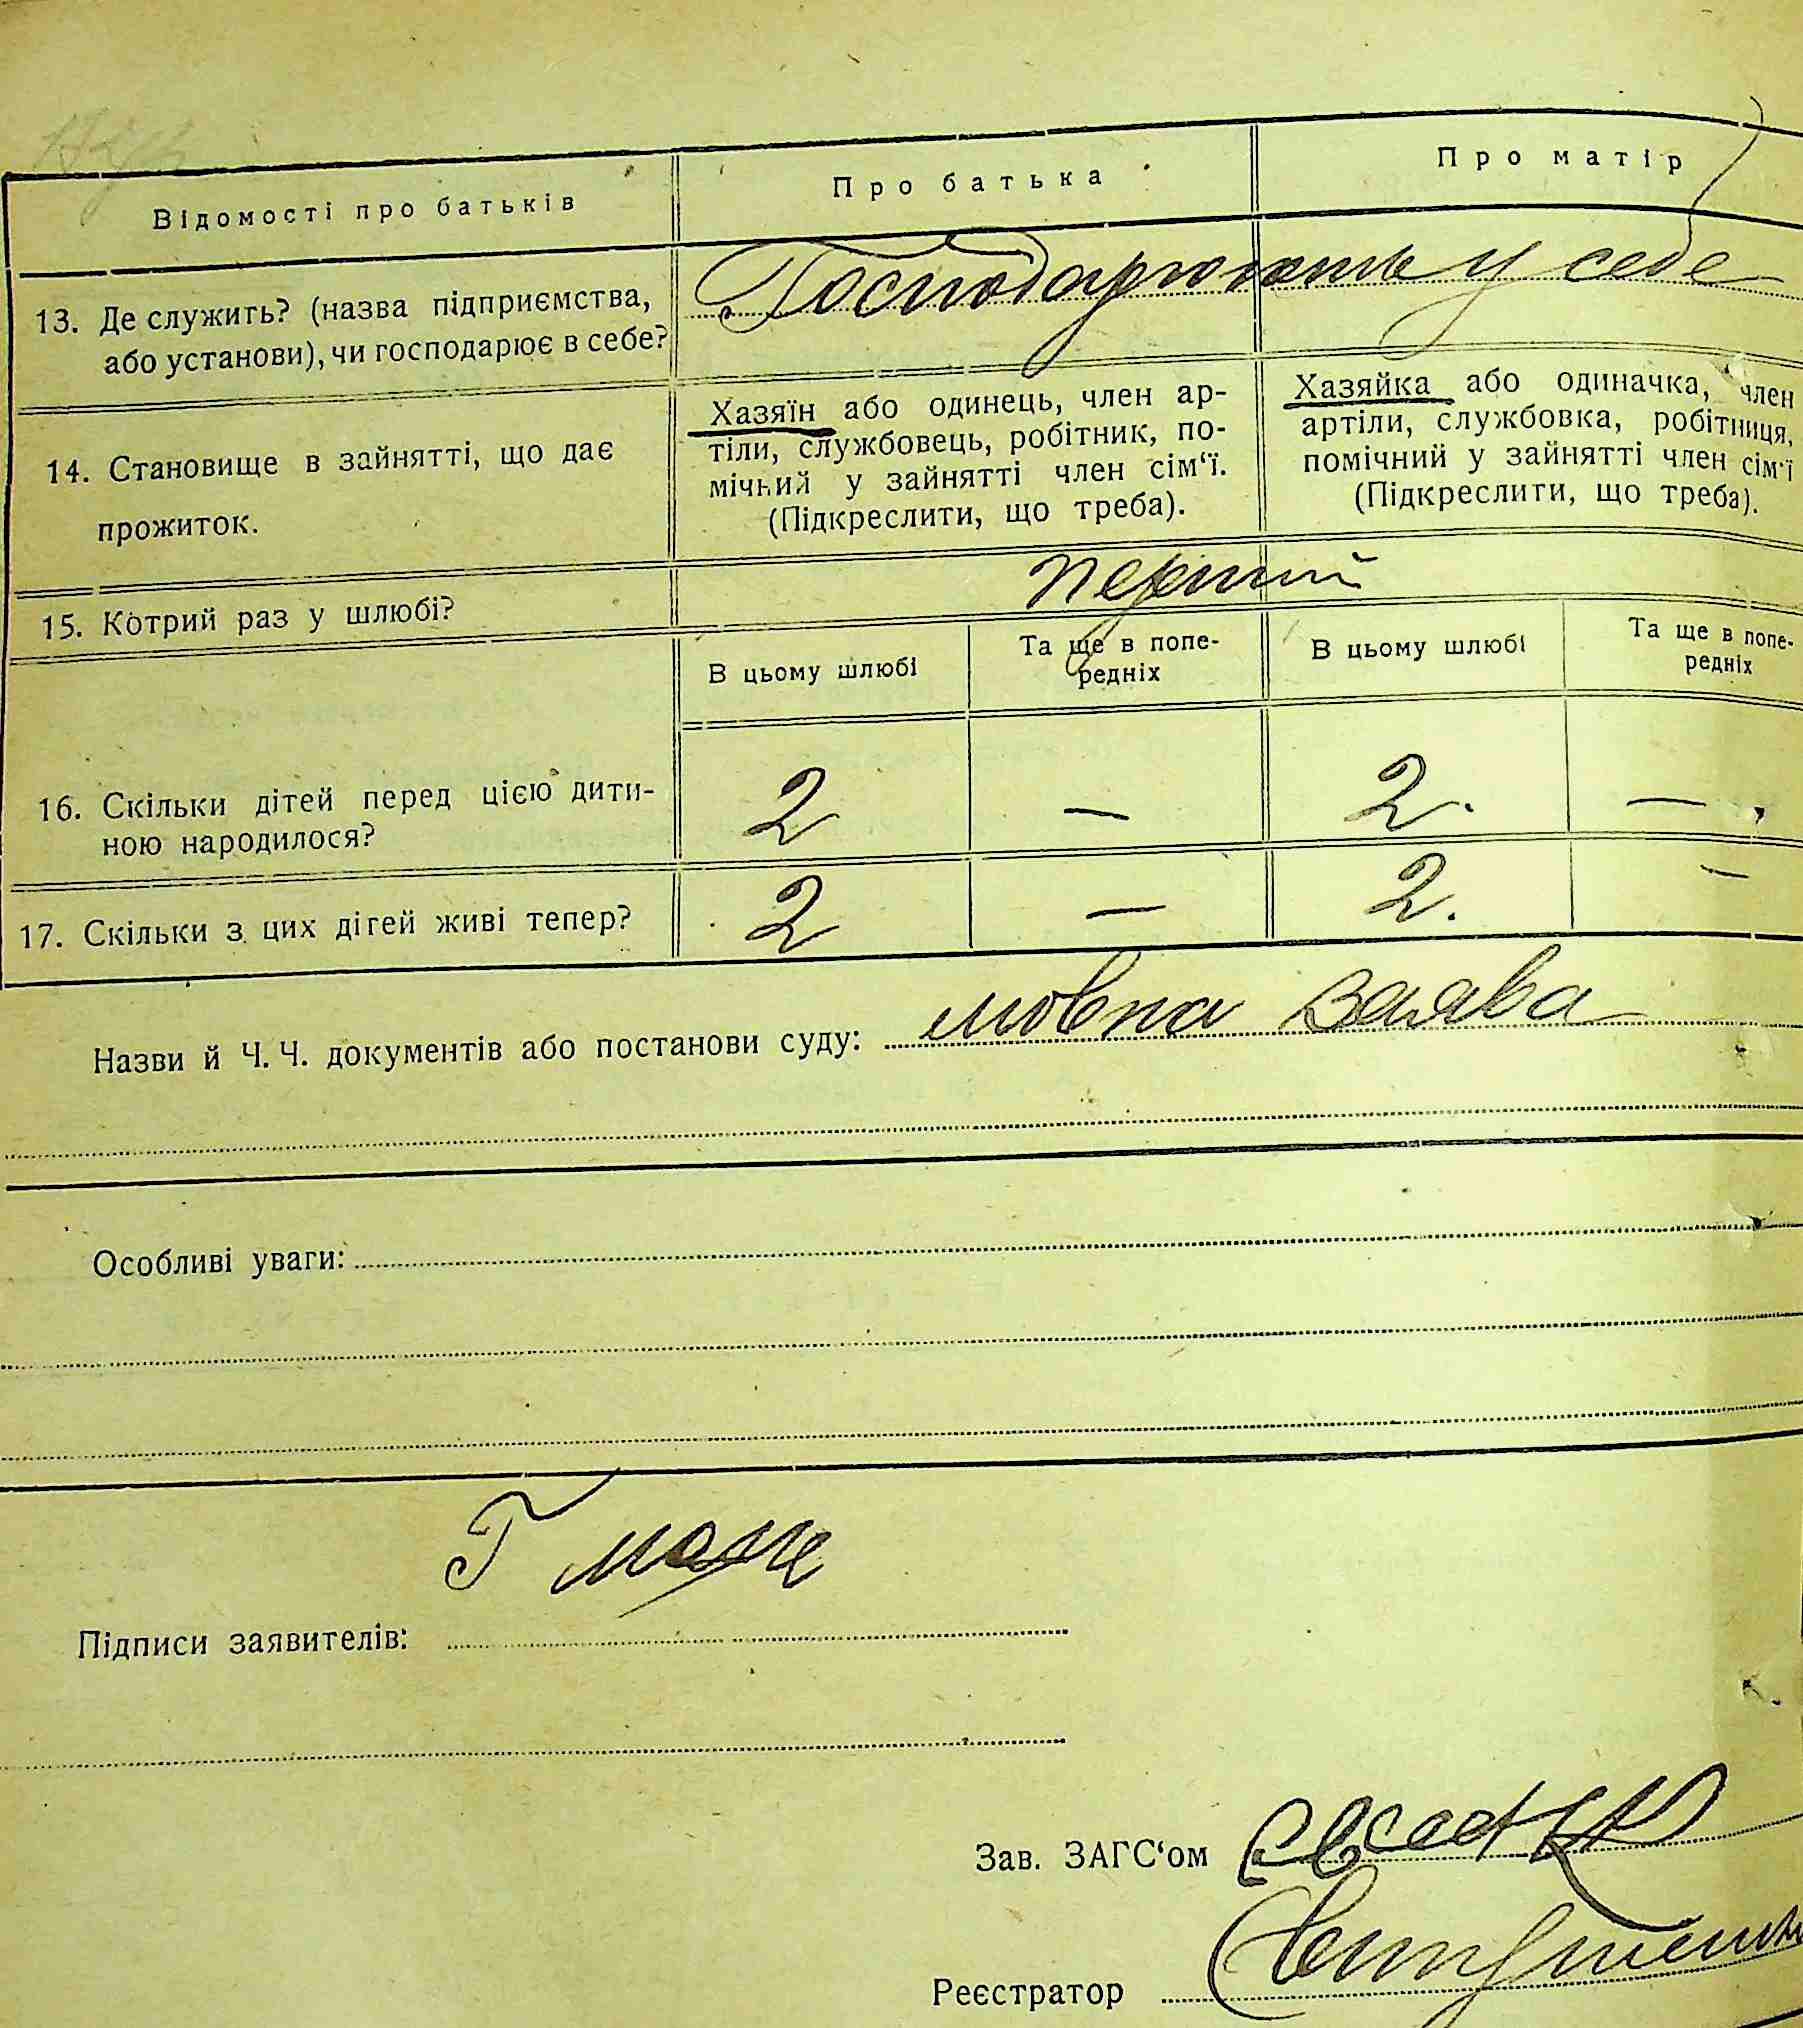 Відомості про батьків
Про батька
Про матір
13. Де служить? (назва підприємства,
або установи), чи господарює в себе?
Господарюють у себе
14. Становище в зайнятті, що дає
прожиток.
Хазяїн або одинець, член ар-
тіли, службовець, робітник, по-
мічний у зайнятті член сім‘ї.
(Підкреслити, що треба).
Хазяйка або одиначка, член
артіли, службовка, робітниця,
помічний у зайнятті член сім‘ї
(Підкреслити, що треба).
15. Котрий раз у шлюбі?
перший
В цьому шлюбі
Та ще в попе-
редніх
В цьому шлюбі
Та ще в попе-
редніх
16. Скільки дітей перед цією дити-
ною народилося?
2 — 2. —
17. Скільки з цих дітей живі тепер?
2 — 2. —
Назви й Ч. Ч. документів або постанови суду: мовна заява
Особливі уваги:
Підписи заявителів:
Зав. ЗАГС‘ом
Реєстратор